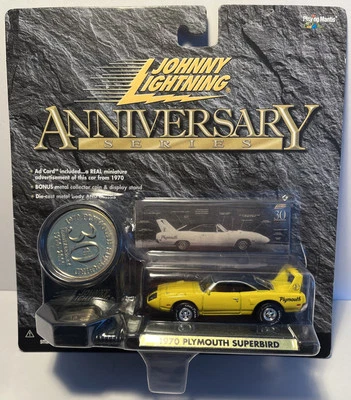 Playing Mantis
JOHNNY
LIGHTNING
ANNIVERSARY
SERIES
Ad Card included...a REAL miniature
advertisement of this car from 1970
• BONUS metal collector coin & display stand
• Die-cast metal body AND
30
30
Plymouth
1970 PLYMOUTH SUPERBIRD